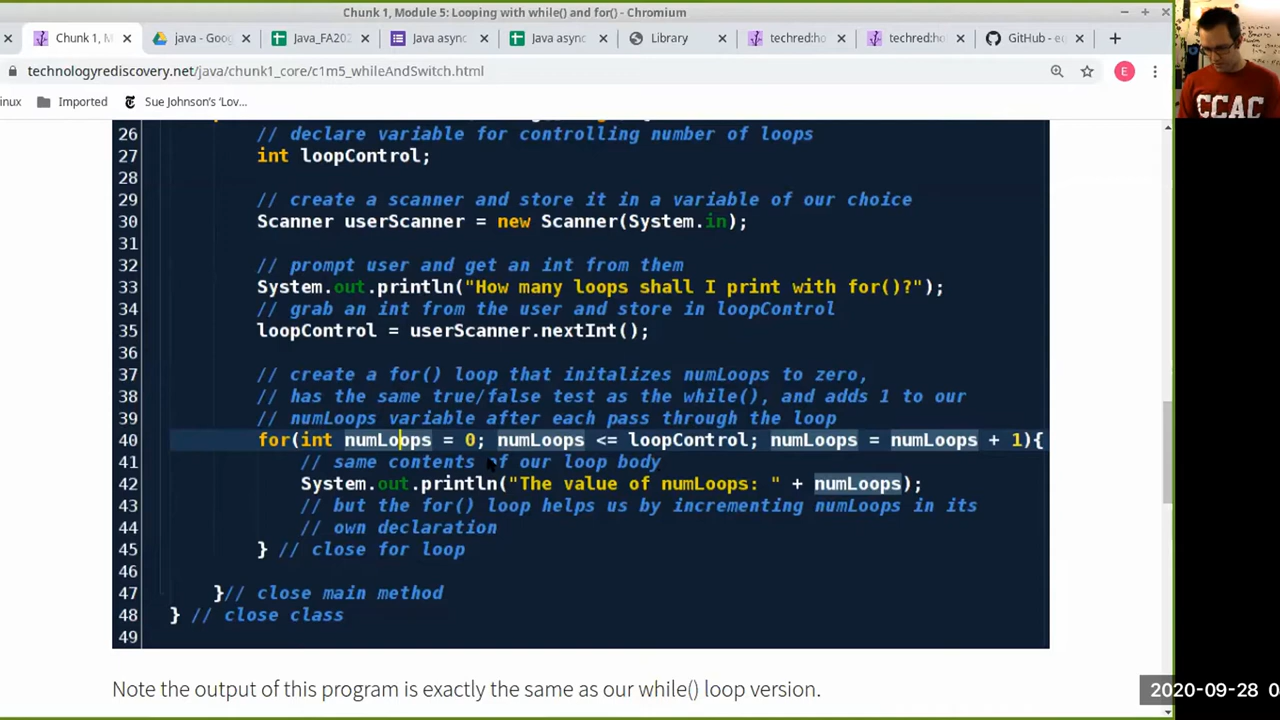 Chunk 1, Module 5: Looping with while() and for() - Chromium
Chunk 1, M
java - Goog
Java_FA202
Java async
Java async
Library
techred:ho
techred:ho
GitHub - e
technologyrediscovery.net/java/chunk1_core/c1m5_whileAndSwitch.html
E
inux
Imported
Sue Johnson's 'Lov...
CCAC
26 // declare variable for controlling number of loops
27 int loopControl;
28
29 // create a scanner and store it in a variable of our choice
30 Scanner userScanner = new Scanner(System.in);
31
32 // prompt user and get an int from them
33 System.out.println("How many loops shall I print with for()?");
34 // grab an int from the user and store in loopControl
35 loopControl = userScanner.nextInt();
36
37 // create a for() loop that initalizes numLoops to zero,
38 // has the same true/false test as the while(), and adds 1 to our
39 // numLoops variable after each pass through the loop
40 for(int numLoops = 0; numLoops <= loopControl; numLoops = numLoops + 1){
41 // same contents of our loop body
42 System.out.println("The value of numLoops: " + numLoops);
43 // but the for() loop helps us by incrementing numLoops in its
44 // own declaration
45 } // close for loop
46
47 }// close main method
48 } // close class
49
Note the output of this program is exactly the same as our while() loop version.
2020-09-28 0